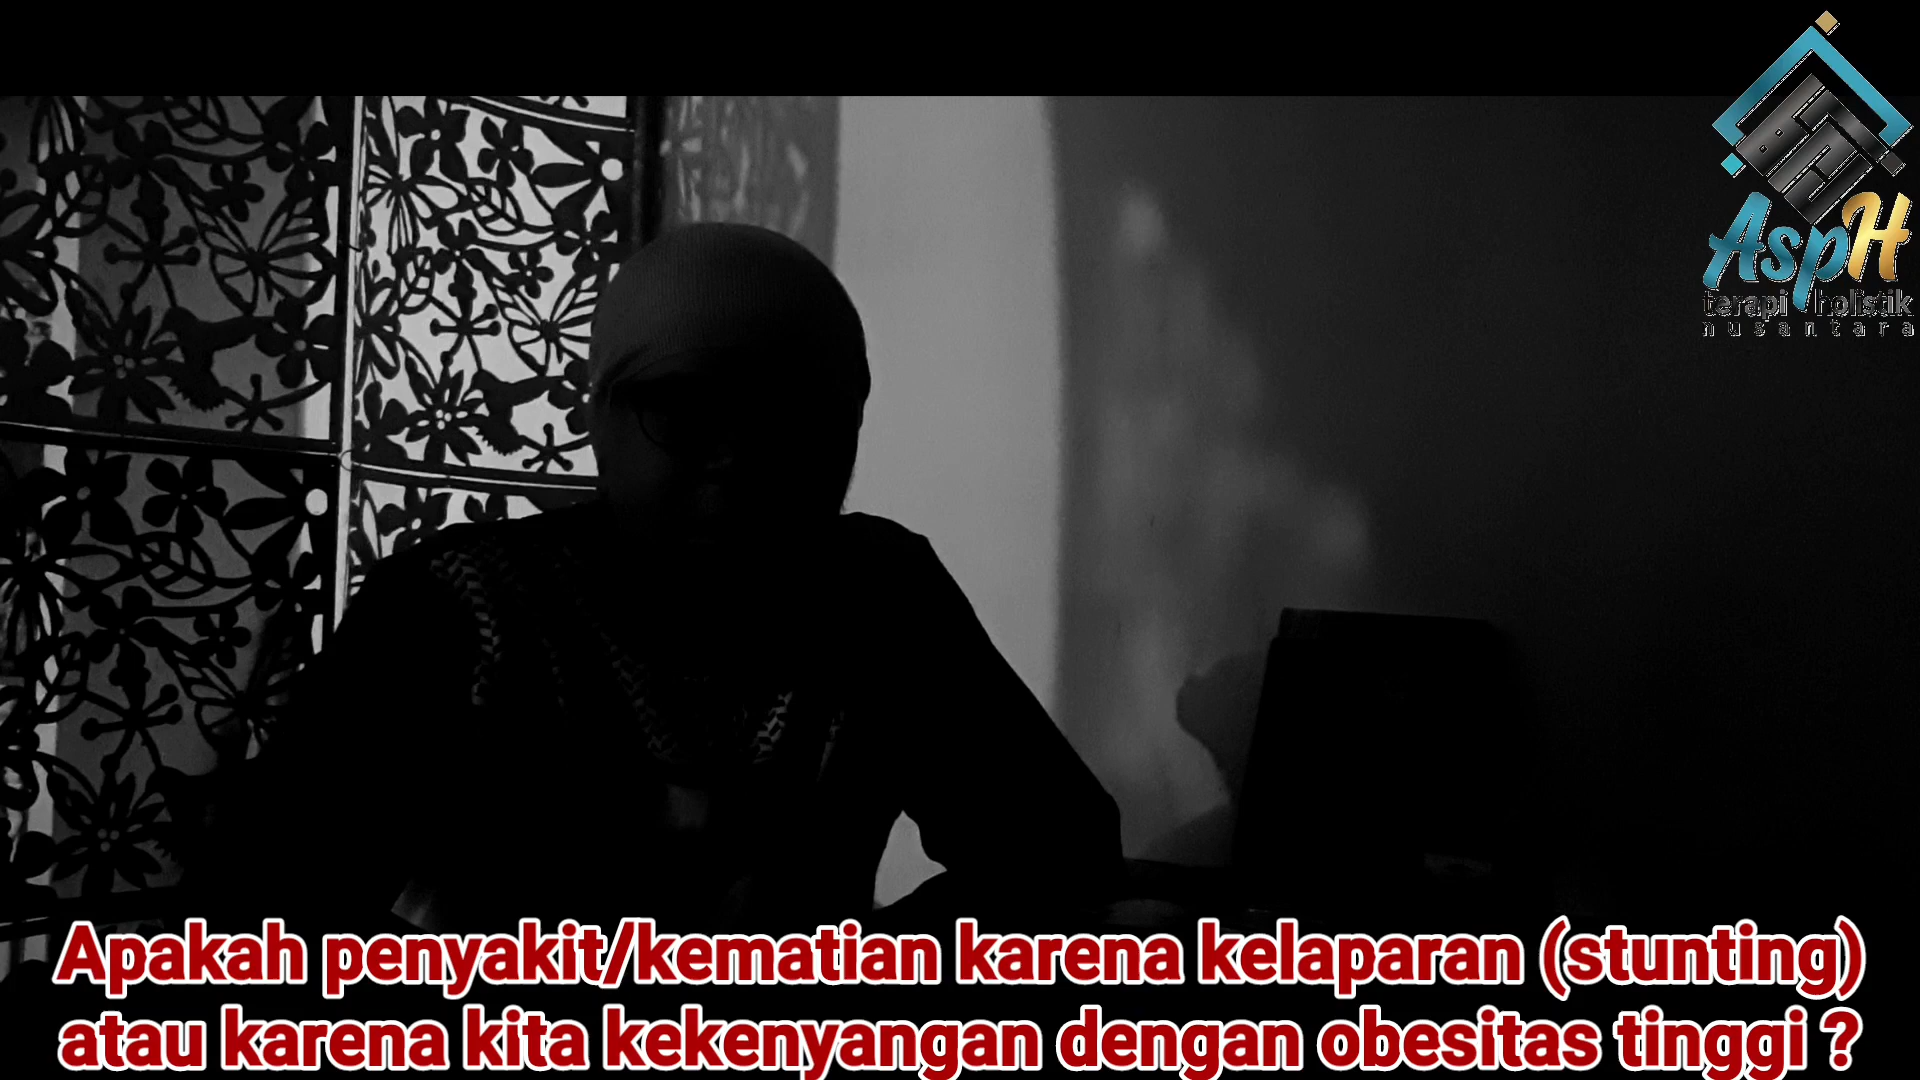 AspH
terapi holistik
nusantara
Apakah penyakit/kematian karena kelaparan (stunting)
atau karena kita kekenyangan dengan obesitas tinggi ?